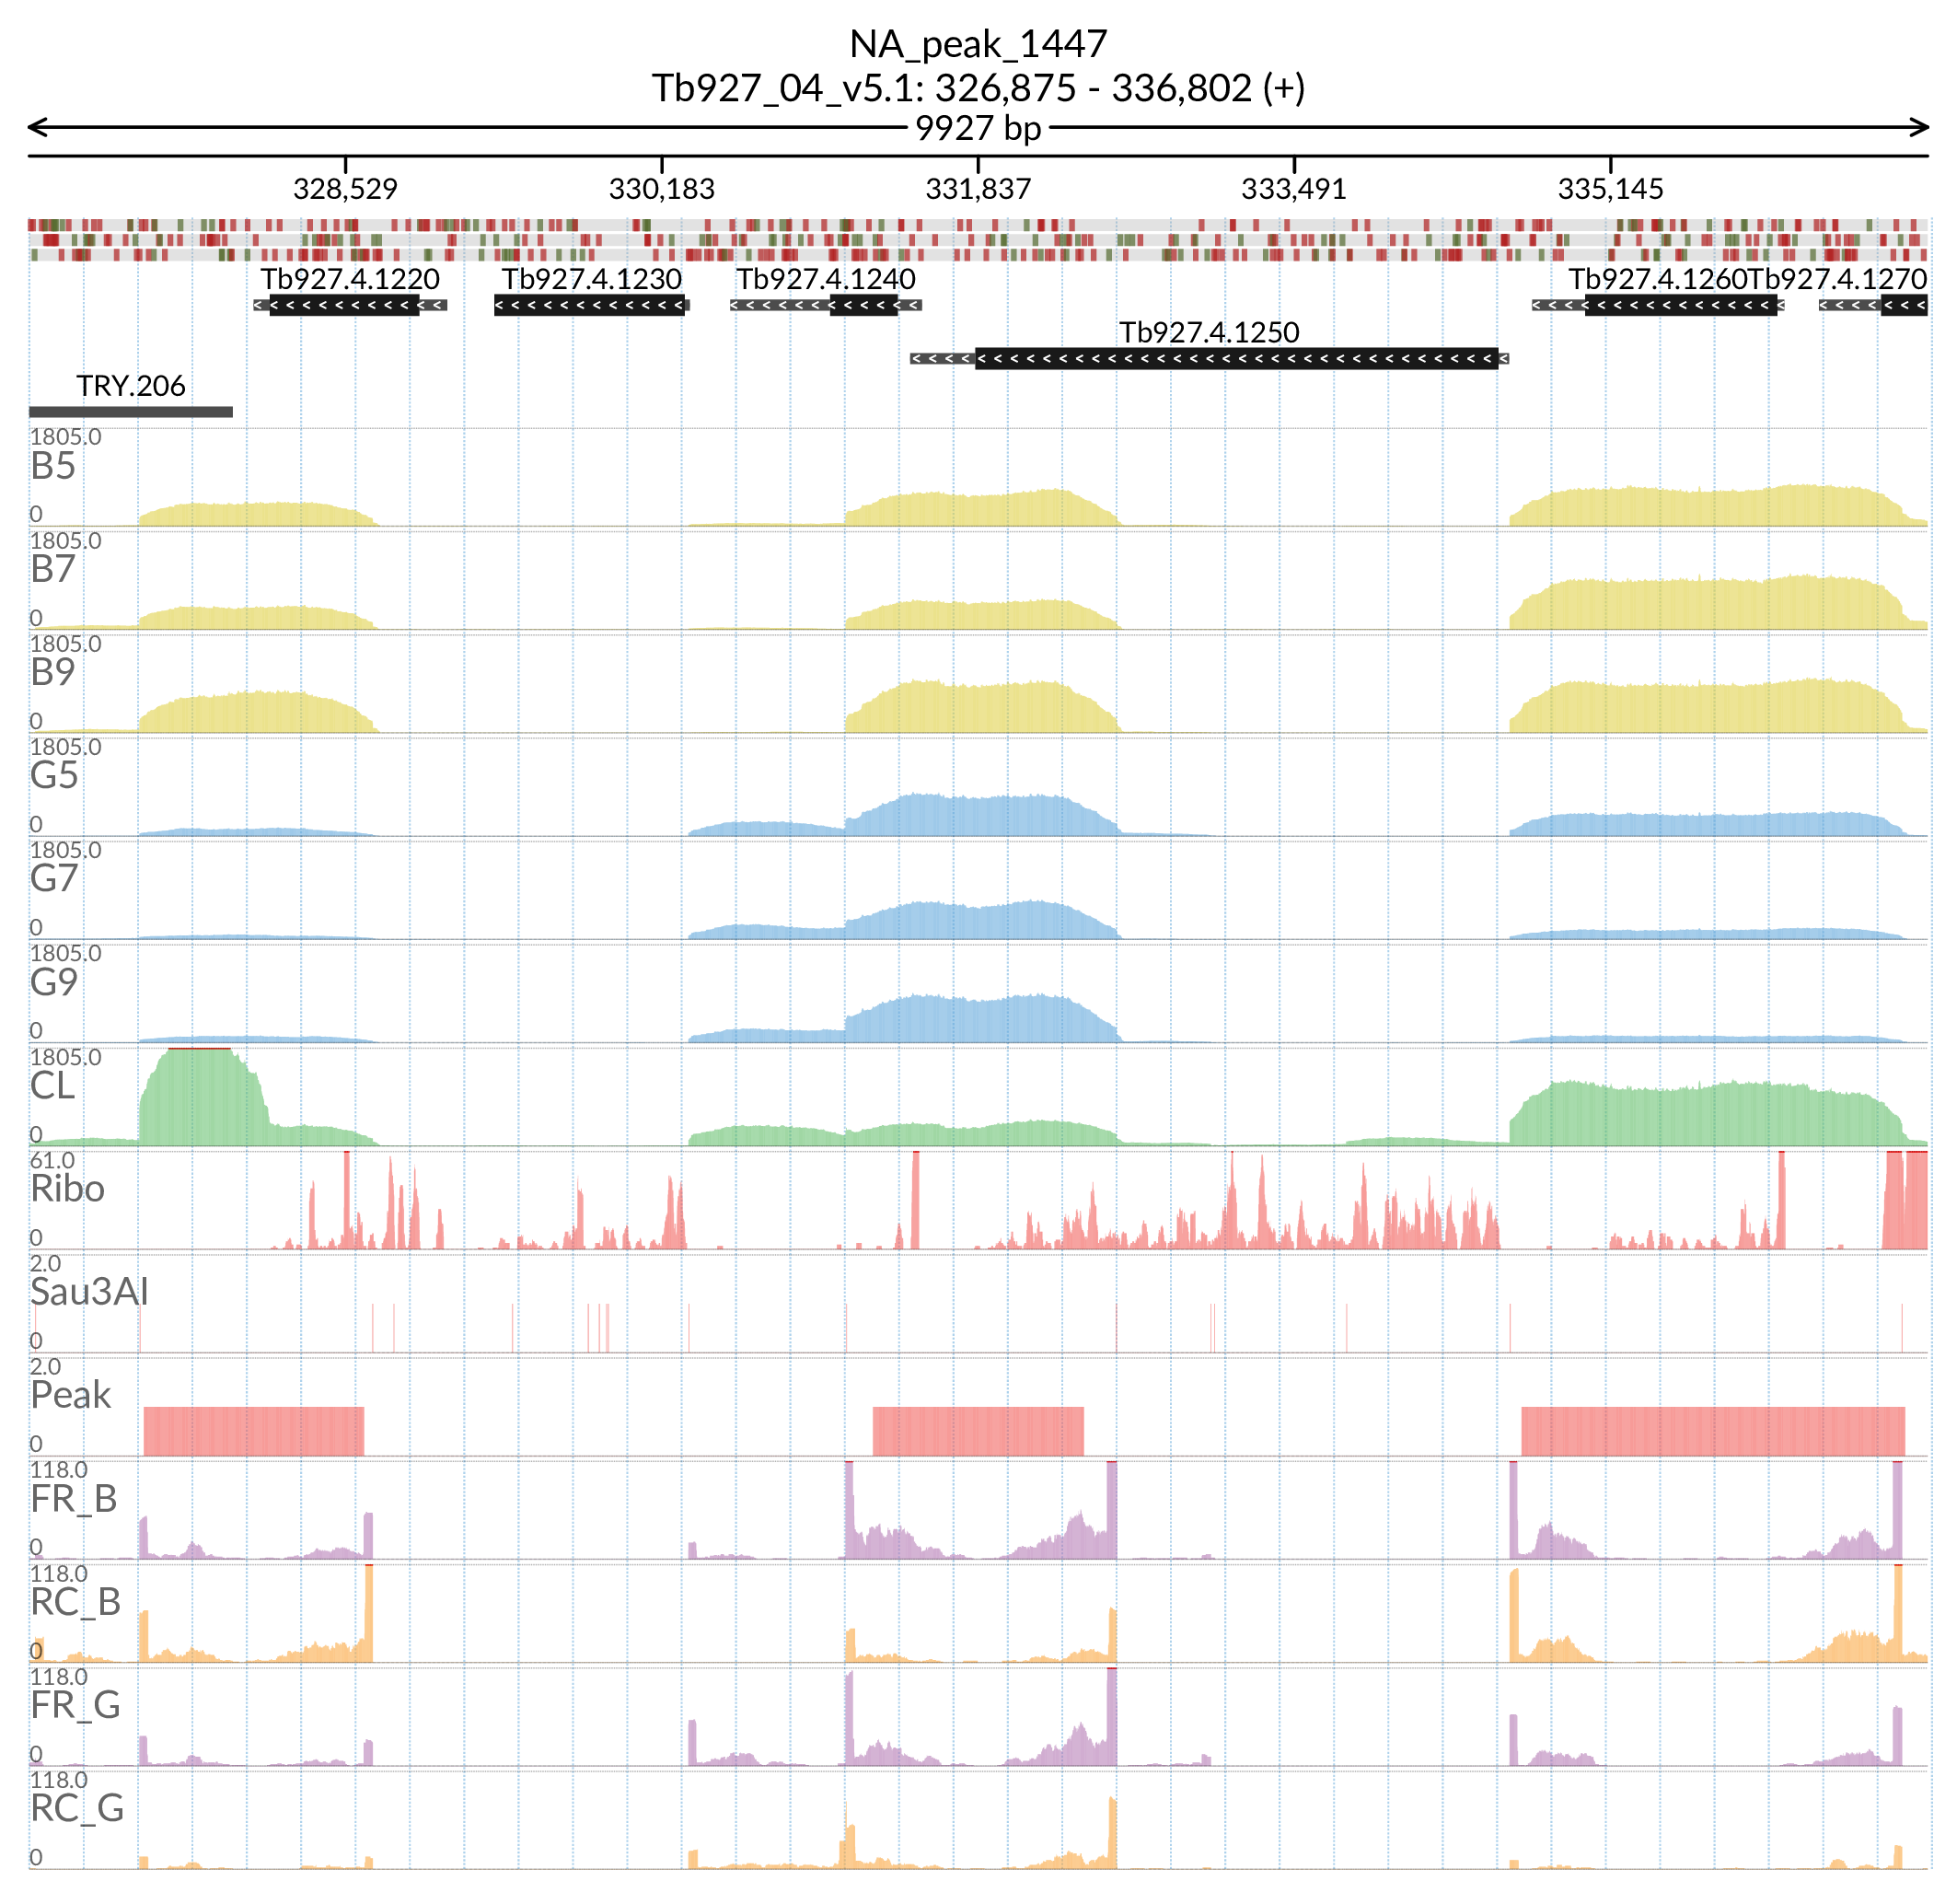 NA_peak_1447
Tb927_04_v5.1: 326,875 - 336,802 (+)
9927 bp
328,529 330,183 331,837 333,491 335,145
Tb927.4.1220 Tb927.4.1230 Tb927.4.1240 Tb927.4.1260 Tb927.4.1270
Tb927.4.1250
TRY.206
1805.0
B5
0
1805.0
B7
0
1805.0
B9
0
1805.0
G5
0
1805.0
G7
0
1805.0
G9
0
1805.0
CL
0
61.0
Ribo
0
2.0
Sau3AI
0
2.0
Peak
0
118.0
FR_B
0
118.0
RC_B
0
118.0
FR_G
0
118.0
RC_G
0